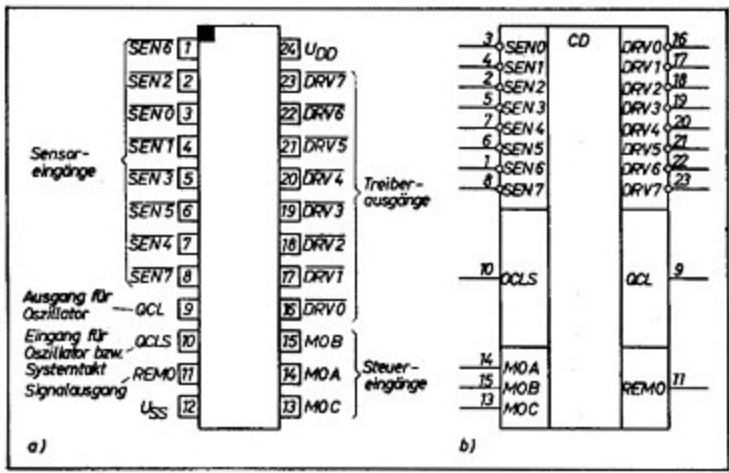 Sensor-
eingänge
SEN6 1
SEN2 2
SEN0 3
SEN1 4
SEN3 5
SEN5 6
SEN4 7
SEN7 8
Ausgang für
Oszillator
OCL 9
Eingang für
Oszillator bzw.
Systemtakt
OCLS 10
Signalausgang
REMO 11
USS 12
24 UDD
23 DRV7
22 DRV6
21 DRV5
20 DRV4
19 DRV3
18 DRV2
17 DRV1
16 DRV0
Treiber-
ausgänge
15 MOB
14 MOA
13 MOC
Steuer-
eingänge
a)
CD
3 SEN0
4 SEN1
2 SEN2
5 SEN3
7 SEN4
6 SEN5
1 SEN6
8 SEN7
DRV0 16
DRV1 17
DRV2 18
DRV3 19
DRV4 20
DRV5 21
DRV6 22
DRV7 23
10 OCLS
OCL 9
14 MOA
15 MOB
13 MOC
REMO 11
b)